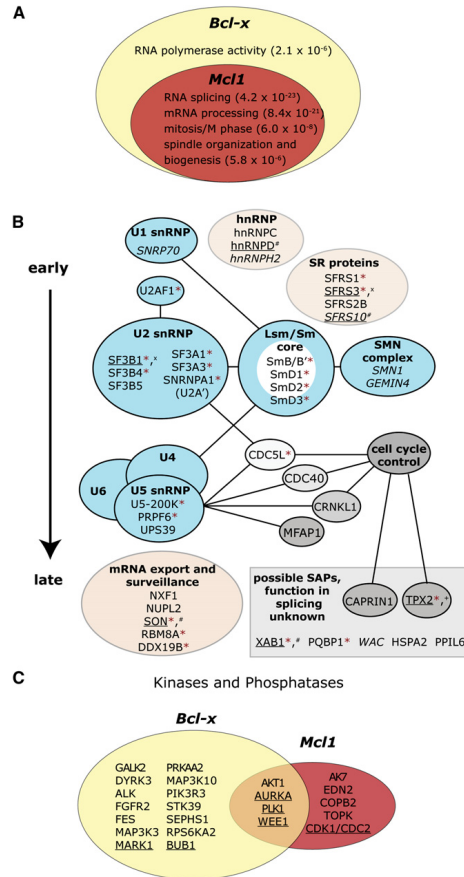 A
Bcl-x
RNA polymerase activity (2.1 x 10⁻⁶)
Mcl1
RNA splicing (4.2 x 10⁻²³)
mRNA processing (8.4x 10⁻²¹)
mitosis/M phase (6.0 x 10⁻⁸)
spindle organization and
biogenesis (5.8 x 10⁻⁶)
B
early
late
U1 snRNP
SNRP70
hnRNP
hnRNPC
hnRNPD#
hnRNPH2
SR proteins
SFRS1*
SFRS3*,x
SFRS2B
SFRS10#
U2AF1*
U2 snRNP
SF3B1*,x
SF3B4*
SF3B5
SF3A1*
SF3A3*
SNRNPA1*
(U2A')
Lsm/Sm
core
SmB/B'*
SmD1*
SmD2*
SmD3*
SMN
complex
SMN1
GEMIN4
U4
U6
U5 snRNP
U5-200K*
PRPF6*
UPS39
CDC5L*
CDC40
CRNKL1
MFAP1
cell cycle
control
mRNA export and
surveillance
NXF1
NUPL2
SON*,#
RBM8A*
DDX19B*
possible SAPs,
function in
splicing
unknown
CAPRIN1
TPX2*,+
XAB1*,# PQBP1* WAC HSPA2 PPIL6
C
Kinases and Phosphatases
Bcl-x
Mcl1
GALK2
DYRK3
ALK
FGFR2
FES
MAP3K3
MARK1
PRKAA2
MAP3K10
PIK3R3
STK39
SEPHS1
RPS6KA2
BUB1
AKT1
AURKA
PLK1
WEE1
AK7
EDN2
COPB2
TOPK
CDK1/CDC2